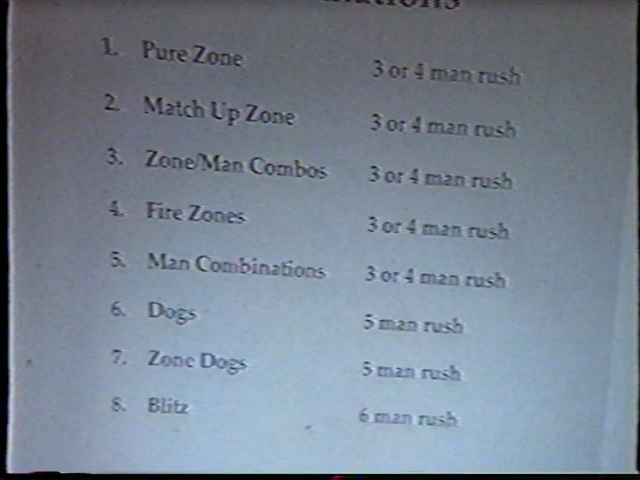 1. Pure Zone 3 or 4 man rush
2. Match Up Zone 3 or 4 man rush
3. Zone/Man Combos 3 or 4 man rush
4. Fire Zones 3 or 4 man rush
5. Man Combinations 3 or 4 man rush
6. Dogs 5 man rush
7. Zone Dogs 5 man rush
8. Blitz 6 man rush